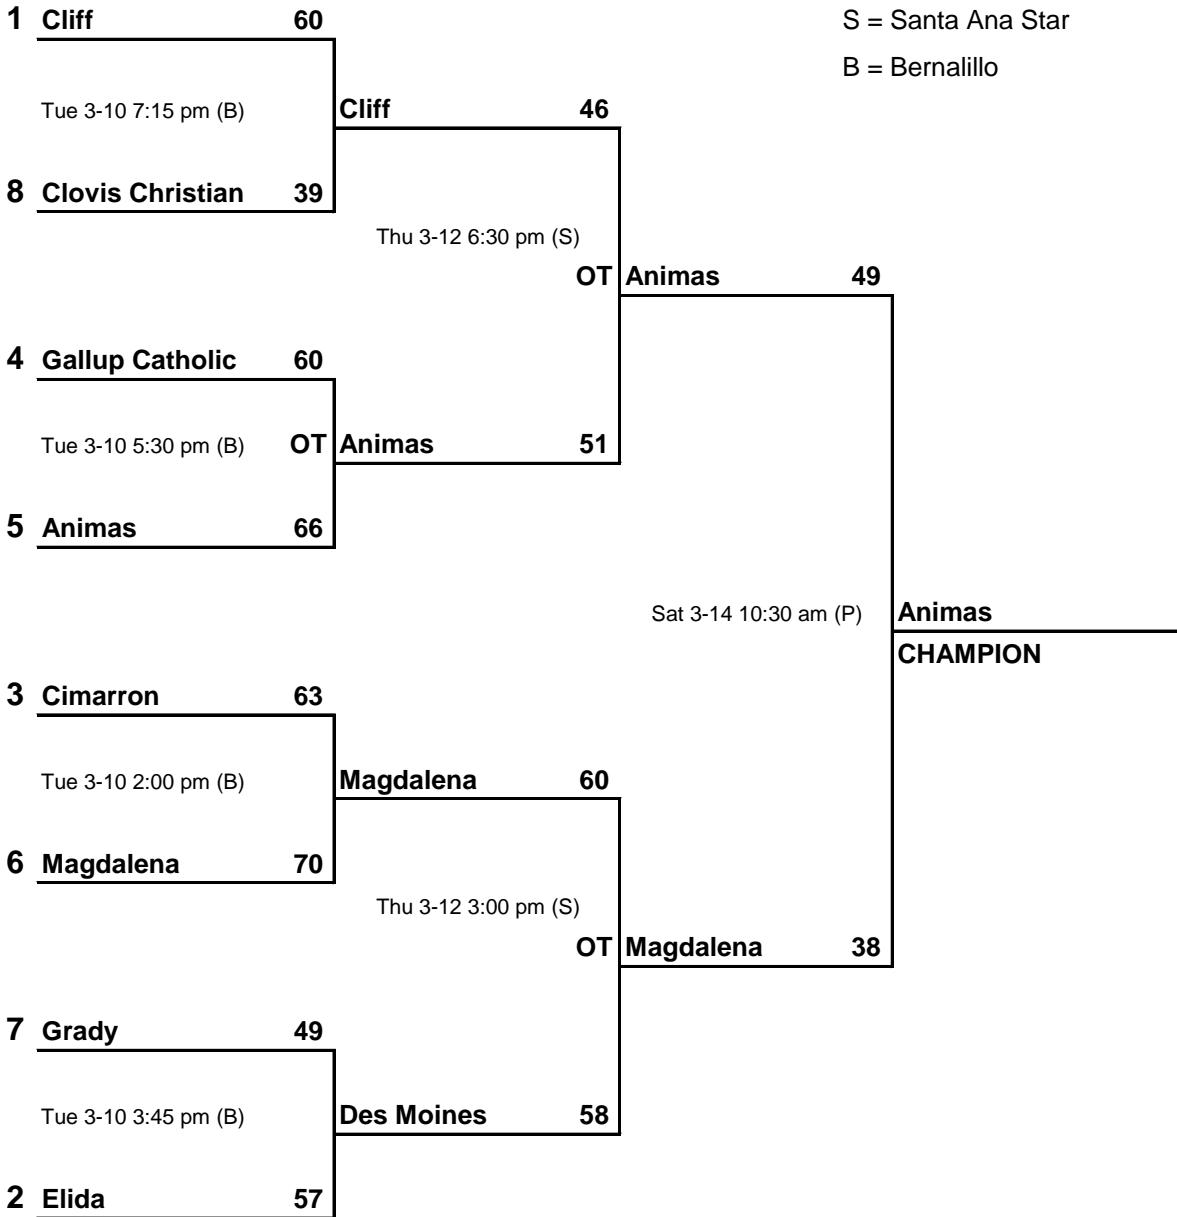 1 Cliff 60
S = Santa Ana Star
B = Bernalillo
Tue 3-10 7:15 pm (B)
Cliff 46
8 Clovis Christian 39
Thu 3-12 6:30 pm (S)
OT Animas 49
4 Gallup Catholic 60
Tue 3-10 5:30 pm (B) OT Animas 51
5 Animas 66
Sat 3-14 10:30 am (P)
Animas
CHAMPION
3 Cimarron 63
Tue 3-10 2:00 pm (B)
Magdalena 60
6 Magdalena 70
Thu 3-12 3:00 pm (S)
OT Magdalena 38
7 Grady 49
Tue 3-10 3:45 pm (B)
Des Moines 58
2 Elida 57